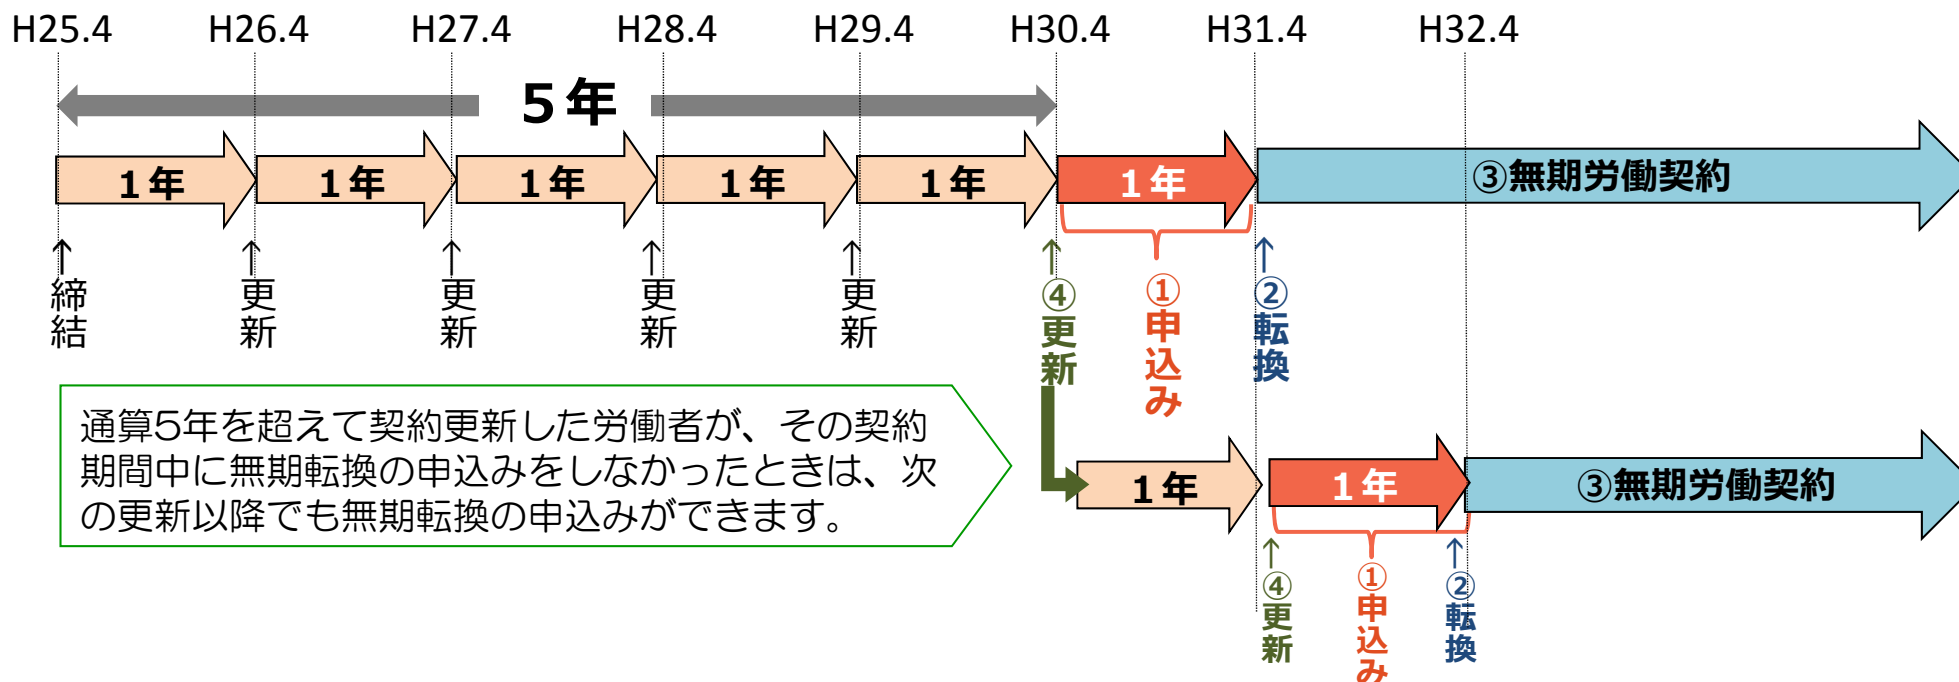 H25.4 H26.4 H27.4 H28.4 H29.4 H30.4 H31.4 H32.4
5年
1年 1年 1年 1年 1年 1年 ③無期労働契約
↑締結
↑更新
↑更新
↑更新
↑更新
↑④更新
①申込み
↑②転換
通算5年を超えて契約更新した労働者が、その契約
期間中に無期転換の申込みをしなかったときは、次
の更新以降でも無期転換の申込みができます。
1年 1年 ③無期労働契約
↑④更新
①申込み
↑②転換